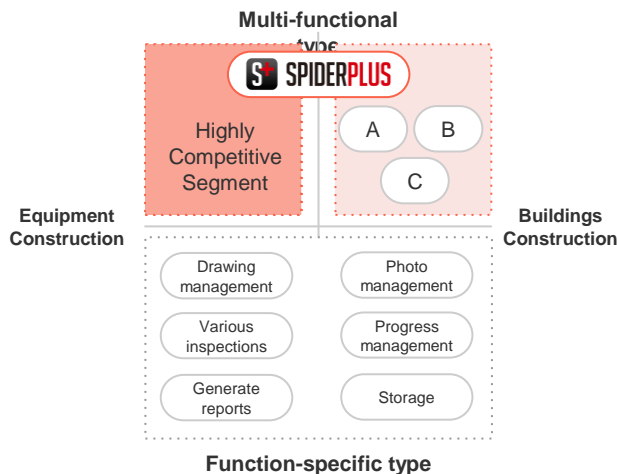 Multi-functional
type
S+ SPIDERPLUS
Highly
Competitive
Segment
A
B
C
Equipment
Construction
Buildings
Construction
Drawing
management
Photo
management
Various
inspections
Progress
management
Generate
reports
Storage
Function-specific type